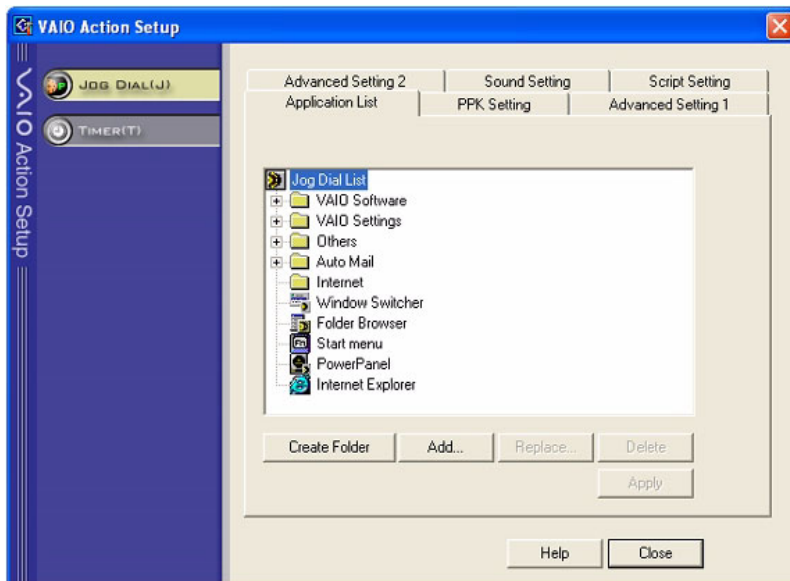 VAIO Action Setup
VAIO Action Setup
JOG DIAL(J)
TIMER(T)
Advanced Setting 2
Sound Setting
Script Setting
Application List
PPK Setting
Advanced Setting 1
Jog Dial List
VAIO Software
VAIO Settings
Others
Auto Mail
Internet
Window Switcher
Folder Browser
Fn
Start menu
PowerPanel
Internet Explorer
Create Folder
Add...
Replace...
Delete
Apply
Help
Close